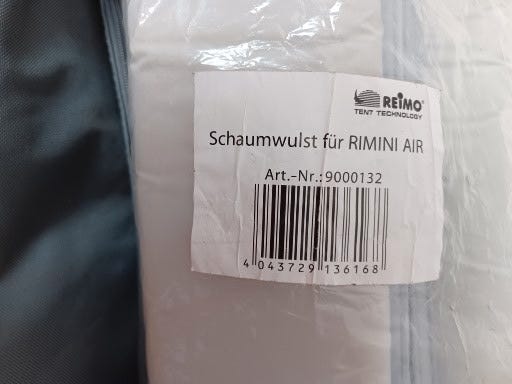 REIMO®
TENT TECHNOLOGY
Schaumwulst für RIMINI AIR
Art.-Nr.:9000132
4 043729 136168